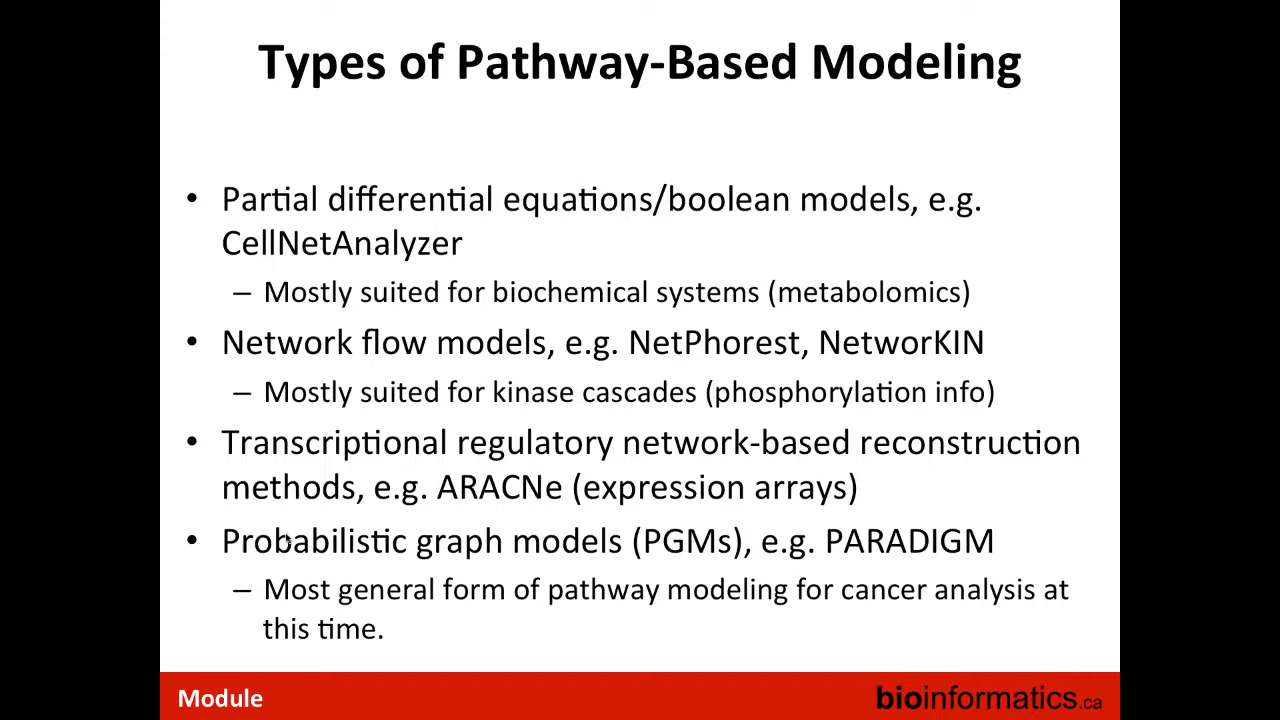 Types of Pathway-Based Modeling
• Partial differential equations/boolean models, e.g.
CellNetAnalyzer
– Mostly suited for biochemical systems (metabolomics)
• Network flow models, e.g. NetPhorest, NetworKIN
– Mostly suited for kinase cascades (phosphorylation info)
• Transcriptional regulatory network-based reconstruction
methods, e.g. ARACNe (expression arrays)
• Probabilistic graph models (PGMs), e.g. PARADIGM
– Most general form of pathway modeling for cancer analysis at
this time.
Module
bioinformatics.ca